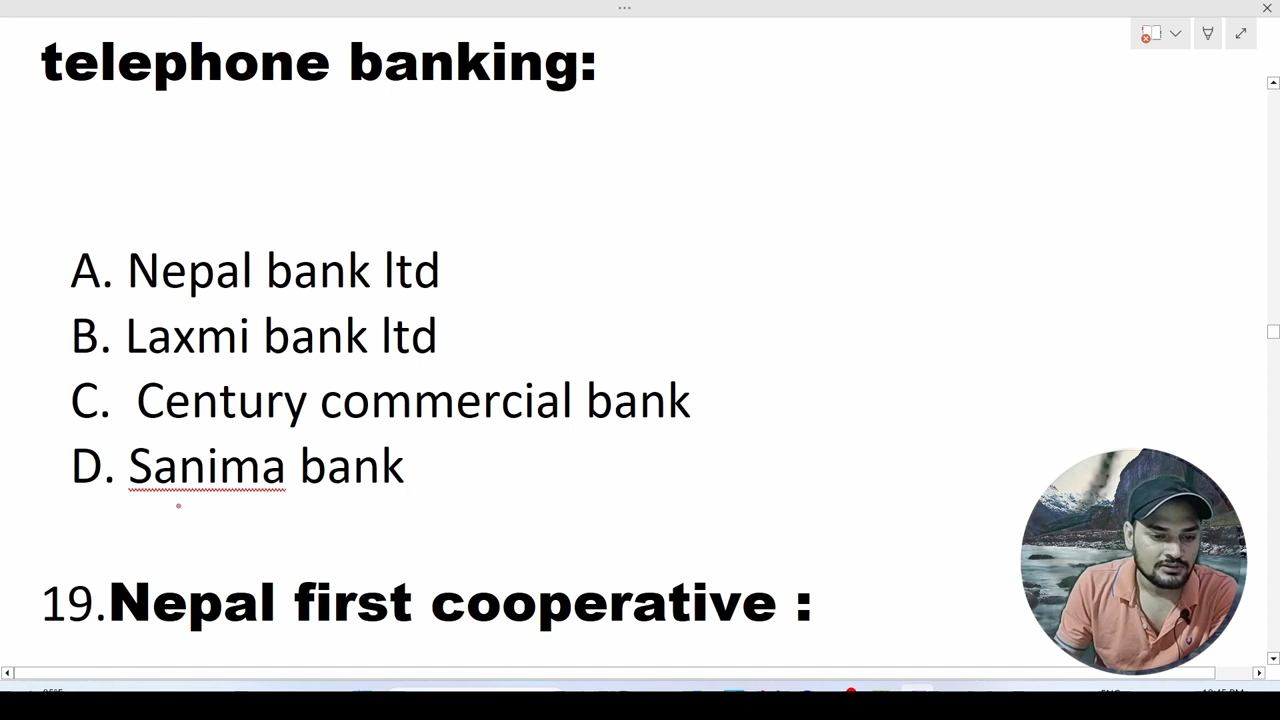 telephone banking:
A. Nepal bank ltd
B. Laxmi bank ltd
C. Century commercial bank
D. Sanima bank
19.Nepal first cooperative :